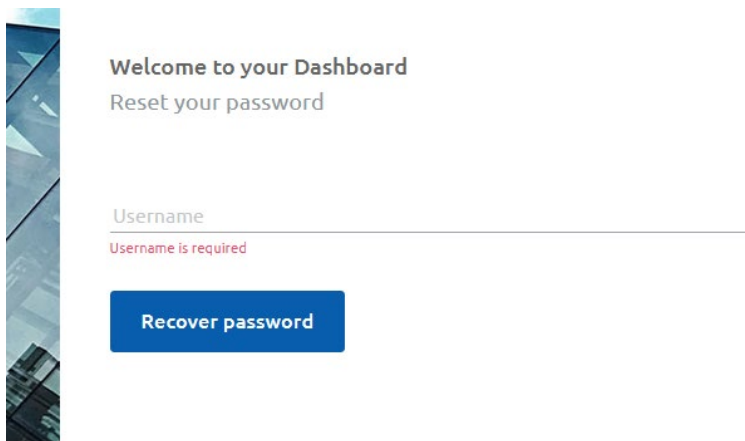 Welcome to your Dashboard
Reset your password
Username
Username is required
Recover password